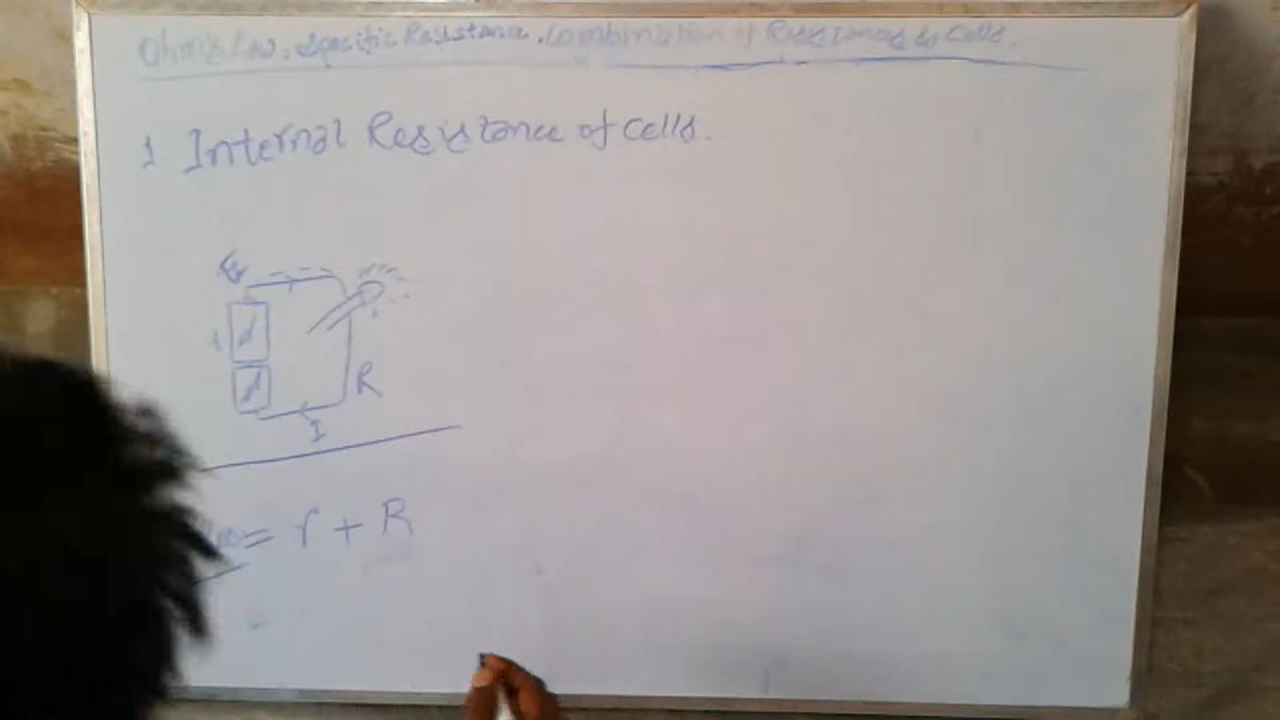 Ohm's Law, Specific Resistance, Combination of Resistances & Cells.
1 Internal Resistance of Cells.
E
R
I
= r + R